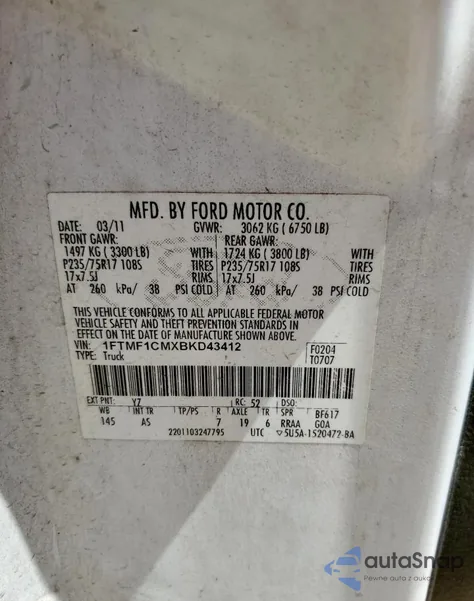 MFD. BY FORD MOTOR CO.
DATE: 03/11 GVWR: 3062 KG ( 6750 LB)
FRONT GAWR: REAR GAWR:
1497 KG ( 3300 LB) WITH 1724 KG ( 3800 LB) WITH
P235/75R17 108S TIRES P235/75R17 108S TIRES
17x7.5J RIMS 17x7.5J RIMS
AT 260 kPa/ 38 PSI COLD AT 260 kPa/ 38 PSI COLD
THIS VEHICLE CONFORMS TO ALL APPLICABLE FEDERAL MOTOR
VEHICLE SAFETY AND THEFT PREVENTION STANDARDS IN
EFFECT ON THE DATE OF MANUFACTURE SHOWN ABOVE.
VIN: 1FTMF1CMXBKD43412 F0204
TYPE: Truck T0707
EXT PNT: YZ RC: 52 DSO:
WB INT TR TP/PS R AXLE TR SPR BF617
145 AS 7 19 6 RRAA GOA
2201103247795 UTC 5U5A-1520472-BA
autoSnap
Pewne auto z aukcji